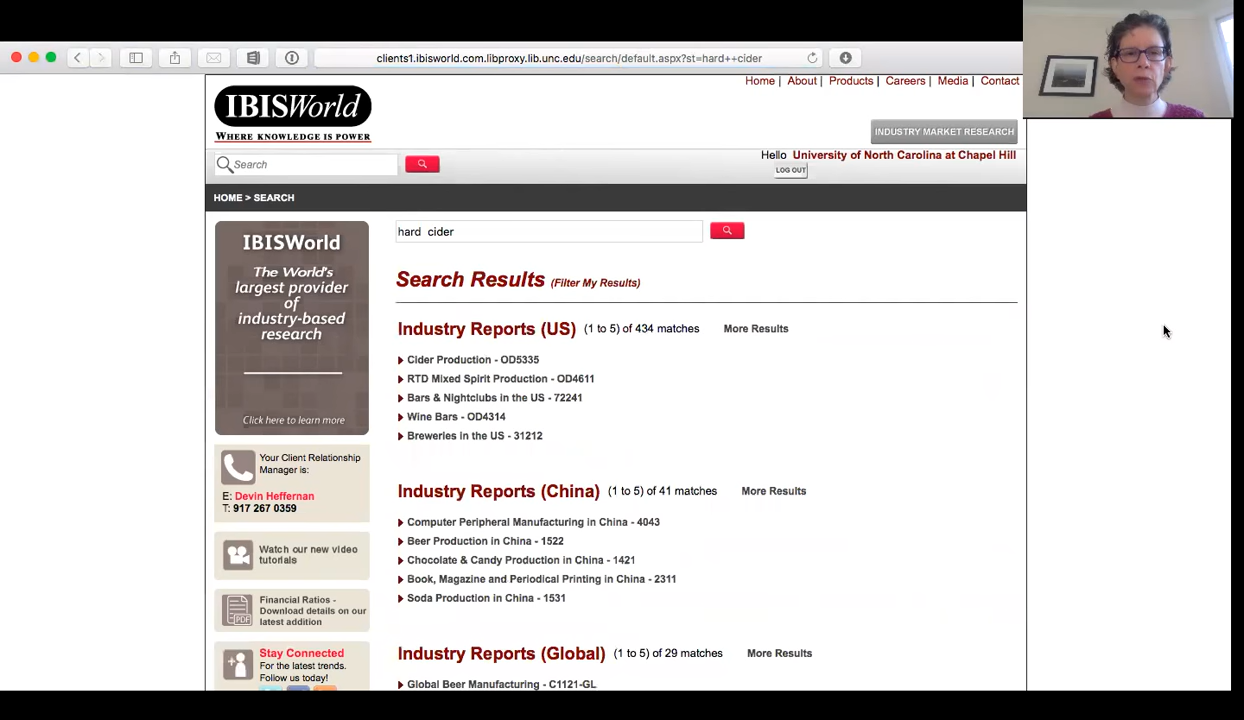 clients1.ibisworld.com.libproxy.lib.unc.edu/search/default.aspx?st=hard++cider
Home | About | Products | Careers | Media | Contact
IBISWorld
WHERE KNOWLEDGE IS POWER
INDUSTRY MARKET RESEARCH
Hello University of North Carolina at Chapel Hill
Search
LOG OUT
HOME > SEARCH
IBISWorld
The World's
largest provider
of
industry-based
research
Click here to learn more
Your Client Relationship
Manager is:
E: Devin Heffernan
T: 917 267 0359
Watch our new video
tutorials
Financial Ratios -
Download details on our
latest addition
PDF
Stay Connected
For the latest trends.
Follow us today!
hard  cider
Search Results (Filter My Results)
Industry Reports (US) (1 to 5) of 434 matches More Results
Cider Production - OD5335
RTD Mixed Spirit Production - OD4611
Bars & Nightclubs in the US - 72241
Wine Bars - OD4314
Breweries in the US - 31212
Industry Reports (China) (1 to 5) of 41 matches More Results
Computer Peripheral Manufacturing in China - 4043
Beer Production in China - 1522
Chocolate & Candy Production in China - 1421
Book, Magazine and Periodical Printing in China - 2311
Soda Production in China - 1531
Industry Reports (Global) (1 to 5) of 29 matches More Results
Global Beer Manufacturing - C1121-GL